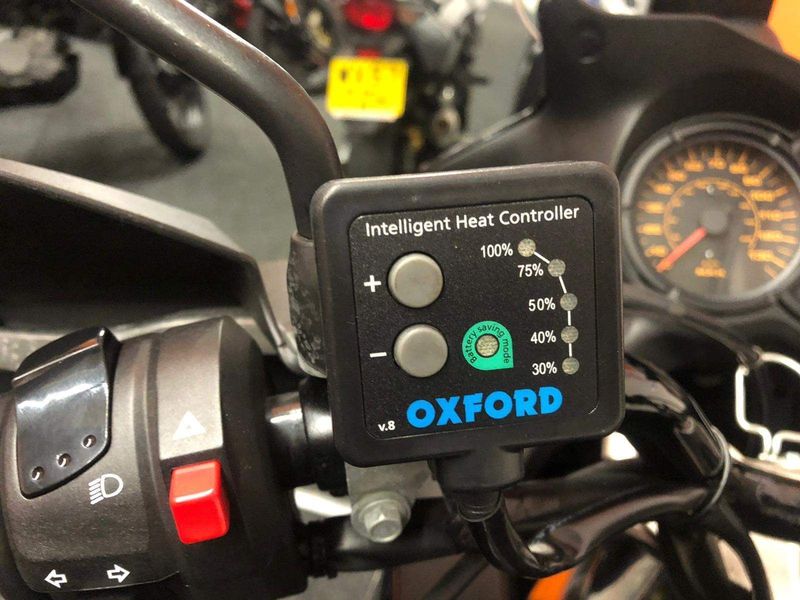 Intelligent Heat Controller
100%
+
75%
50%
Battery saving mode
40%
−
30%
v.8
OXFORD